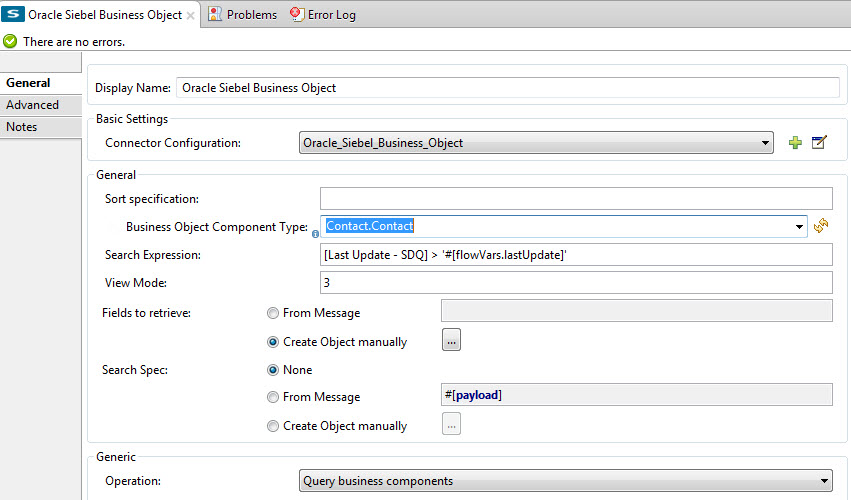 S Oracle Siebel Business Object Problems Error Log
There are no errors.
General
Advanced
Notes
Display Name: Oracle Siebel Business Object
Basic Settings
Connector Configuration: Oracle_Siebel_Business_Object
General
Sort specification:
Business Object Component Type: Contact.Contact
Search Expression: [Last Update - SDQ] > '#[flowVars.lastUpdate]'
View Mode: 3
Fields to retrieve: From Message
Create Object manually ...
Search Spec: None
From Message #[payload]
Create Object manually ...
Generic
Operation: Query business components